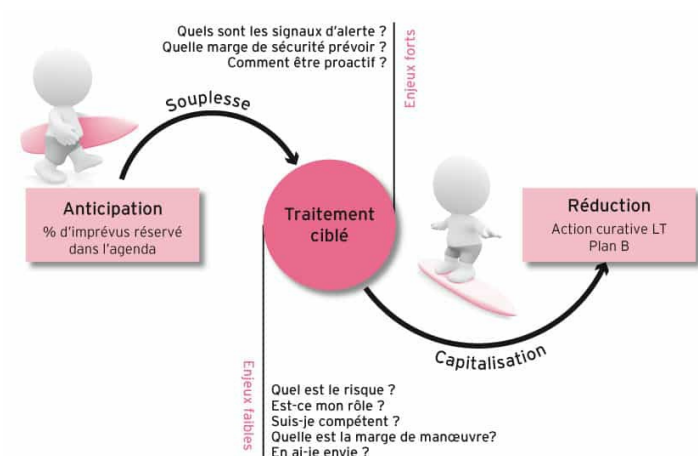 Quels sont les signaux d'alerte ?
Quelle marge de sécurité prévoir ?
Comment être proactif ?
Enjeux forts
Souplesse
Anticipation
% d'imprévus réservé
dans l'agenda
Traitement
ciblé
Réduction
Action curative LT
Plan B
Capitalisation
Enjeux faibles
Quel est le risque ?
Est-ce mon rôle ?
Suis-je compétent ?
Quelle est la marge de manœuvre?
En ai-je envie ?